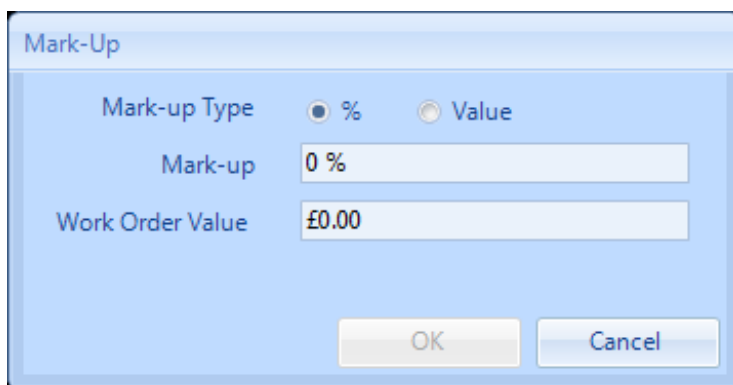 Mark-Up
Mark-up Type % Value
Mark-up 0 %
Work Order Value £0.00
OK Cancel